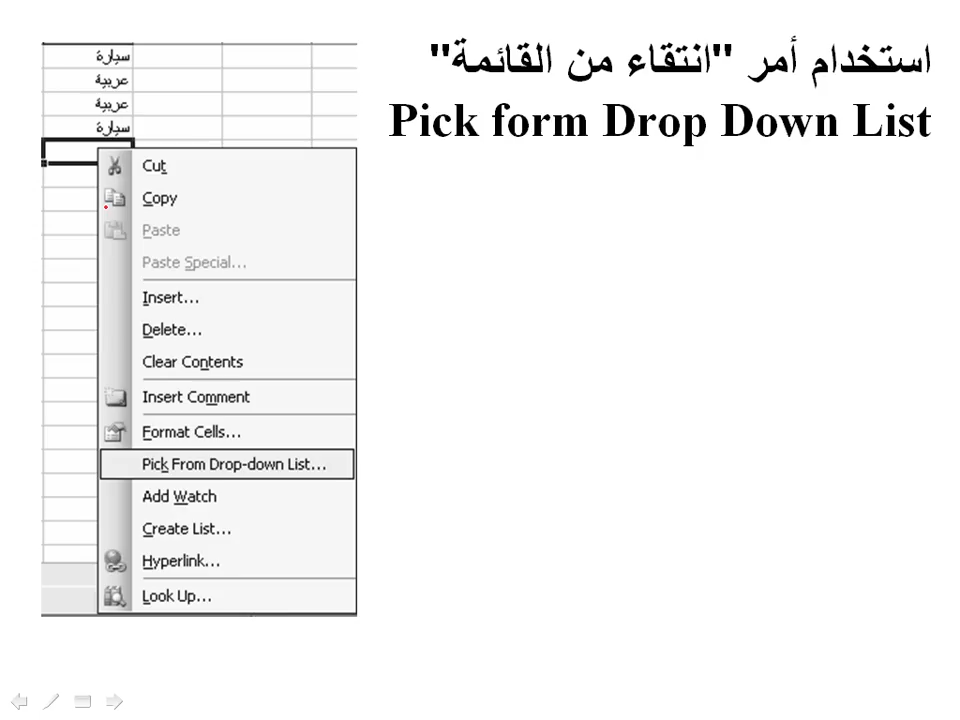 استخدام أمر "انتقاء من القائمة"
Pick form Drop Down List
سيارة
عربية
عربية
سيارة
Cut
Copy
Paste
Paste Special...
Insert...
Delete...
Clear Contents
Insert Comment
Format Cells...
Pick From Drop-down List...
Add Watch
Create List...
Hyperlink...
Look Up...